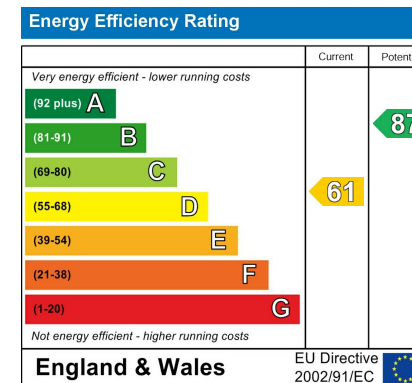 Energy Efficiency Rating
Current Potent
Very energy efficient - lower running costs
(92 plus) A
(81-91) B
87
(69-80) C
(55-68) D
61
(39-54) E
(21-38) F
(1-20) G
Not energy efficient - higher running costs
England & Wales
EU Directive
2002/91/EC